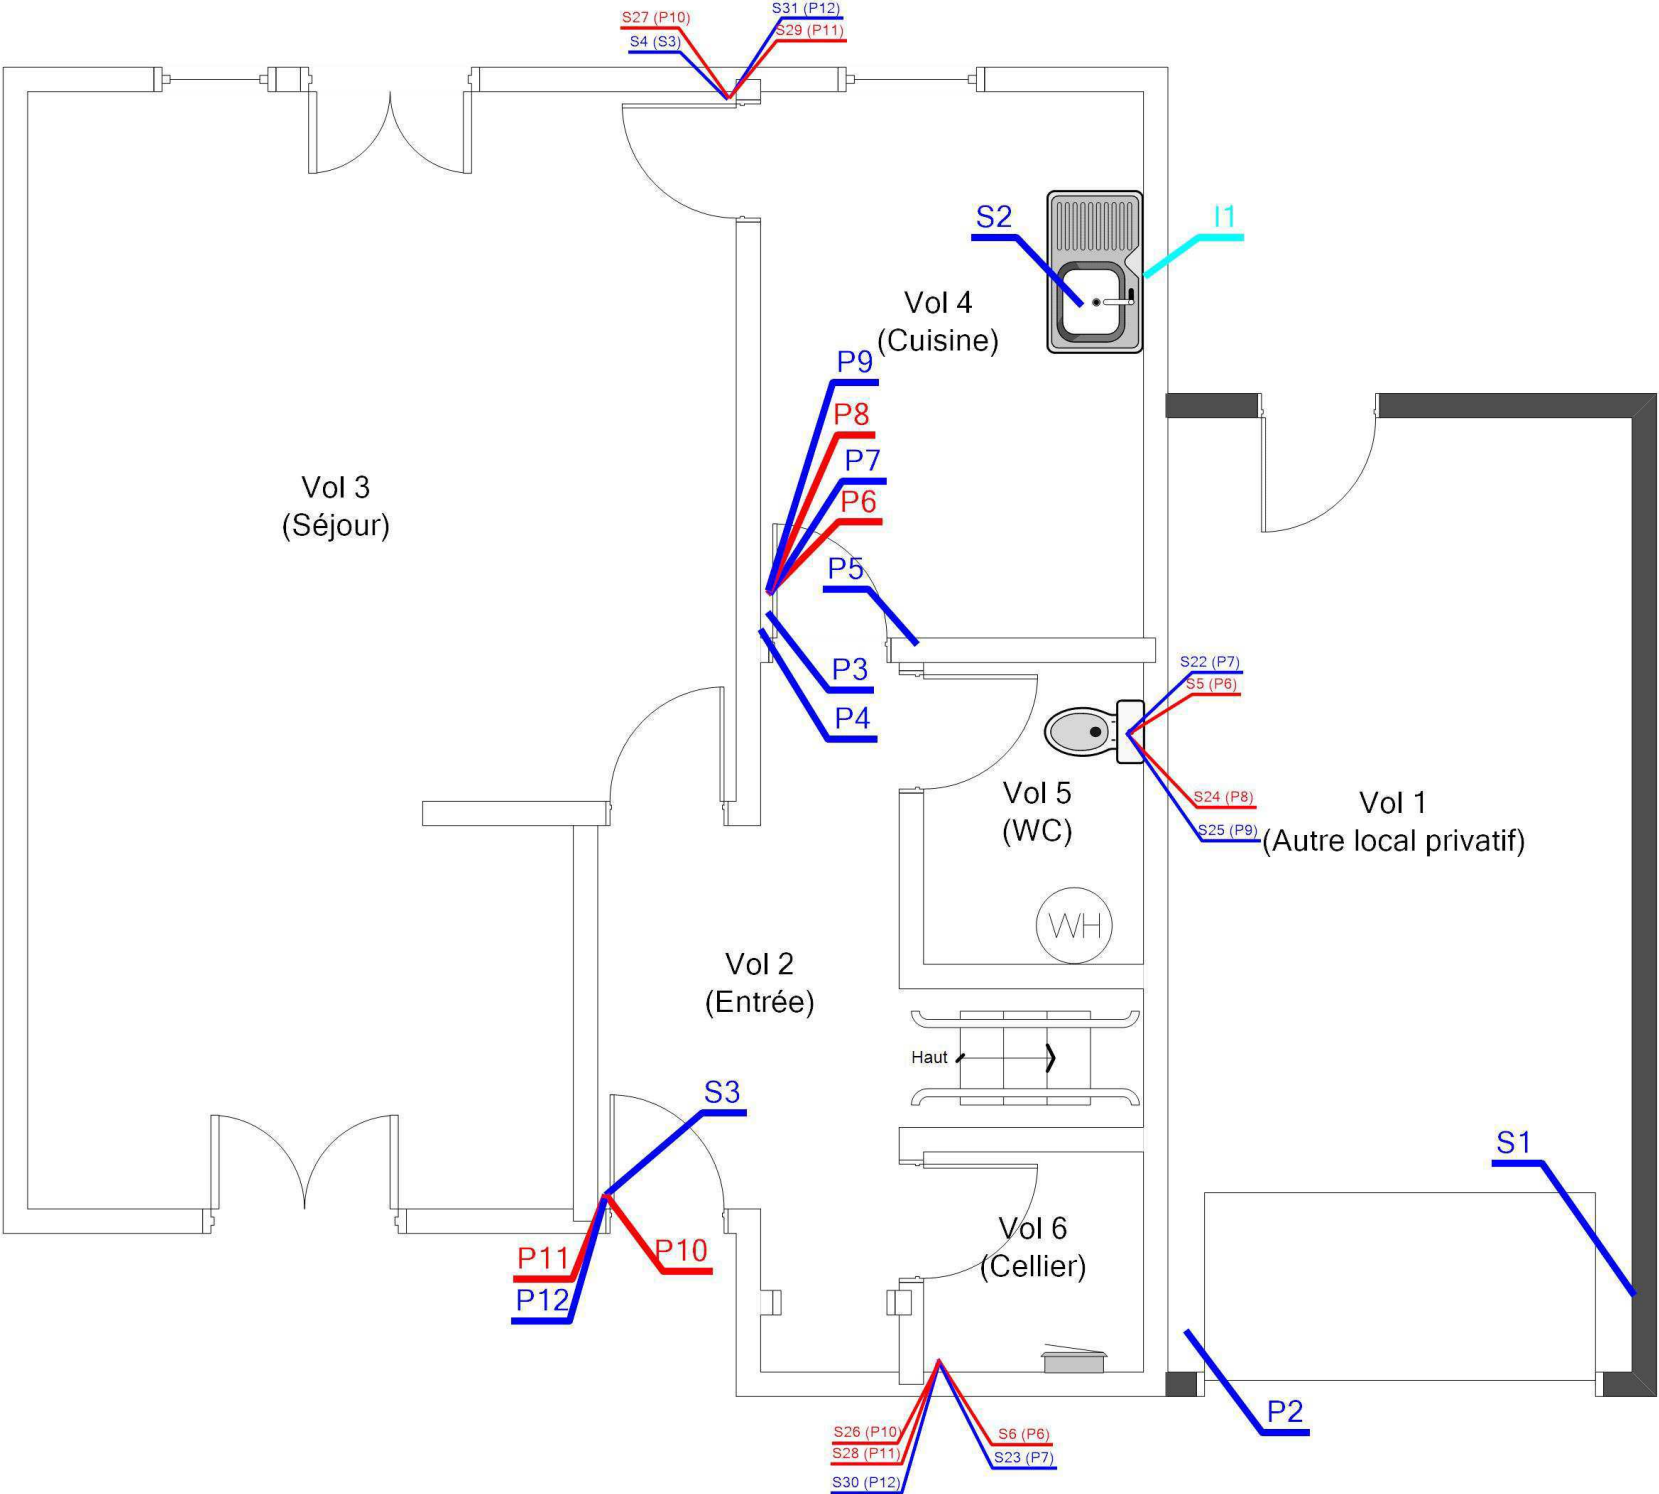 S27 (P10)
S31 (P12)
S4 (S3)
S29 (P11)
S2
I1
Vol 4
(Cuisine)
P9
P8
P7
P6
Vol 3
(Séjour)
P5
P3
P4
S22 (P7)
S5 (P6)
Vol 5
(WC)
S24 (P8)
S25 (P9)
Vol 1
(Autre local privatif)
WH
Vol 2
(Entrée)
Haut
S3
S1
Vol 6
(Cellier)
P11
P10
P12
P2
S26 (P10)
S28 (P11)
S30 (P12)
S6 (P6)
S23 (P7)